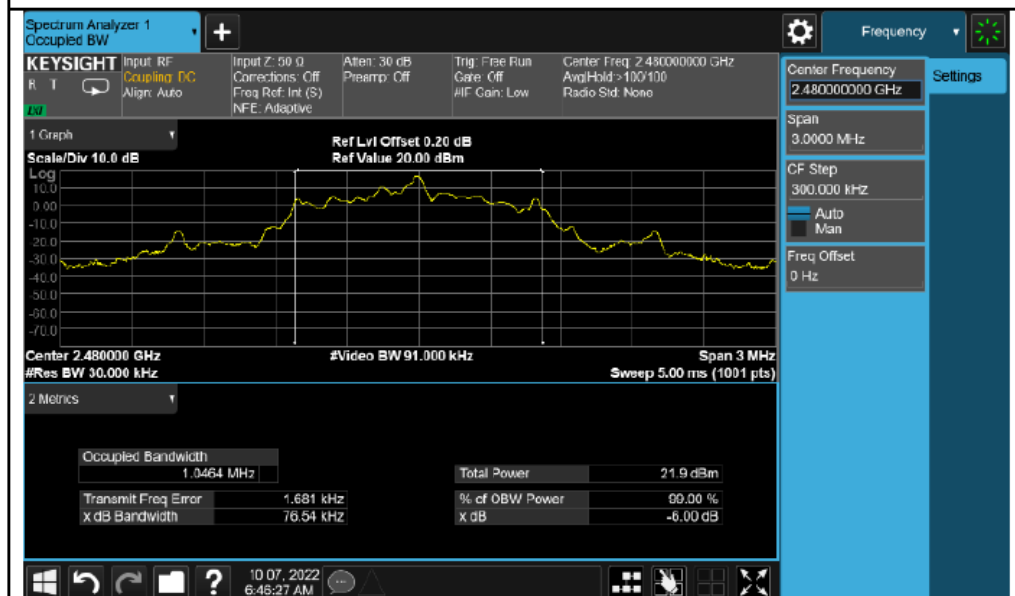 Spectrum Analyzer 1
Occupied BW
+
Frequency
KEYSIGHT
R T
LXI
Input: RF
Coupling: DC
Align: Auto
Input Z: 50 Ω
Corrections: Off
Freq Ref: Int (S)
NFE: Adaptive
Atten: 30 dB
Preamp: Off
Trig: Free Run
Gate: Off
#IF Gain: Low
Center Freq: 2.480000000 GHz
Avg|Hold:>100/100
Radio Std: None
Center Frequency
2.480000000 GHz
Settings
Span
3.0000 MHz
CF Step
300.000 kHz
Auto
Man
Freq Offset
0 Hz
1 Graph
Scale/Div 10.0 dB
Ref Lvl Offset 0.20 dB
Ref Value 20.00 dBm
Log
10.0
0.00
-10.0
-20.0
-30.0
-40.0
-50.0
-60.0
-70.0
Center 2.480000 GHz
#Video BW 91.000 kHz
Span 3 MHz
#Res BW 30.000 kHz
Sweep 5.00 ms (1001 pts)
2 Metrics
Occupied Bandwidth
1.0464 MHz
Total Power 21.9 dBm
Transmit Freq Error 1.681 kHz
% of OBW Power 99.00 %
x dB Bandwidth 76.54 kHz
x dB -6.00 dB
?
10 07, 2022
6:46:27 AM